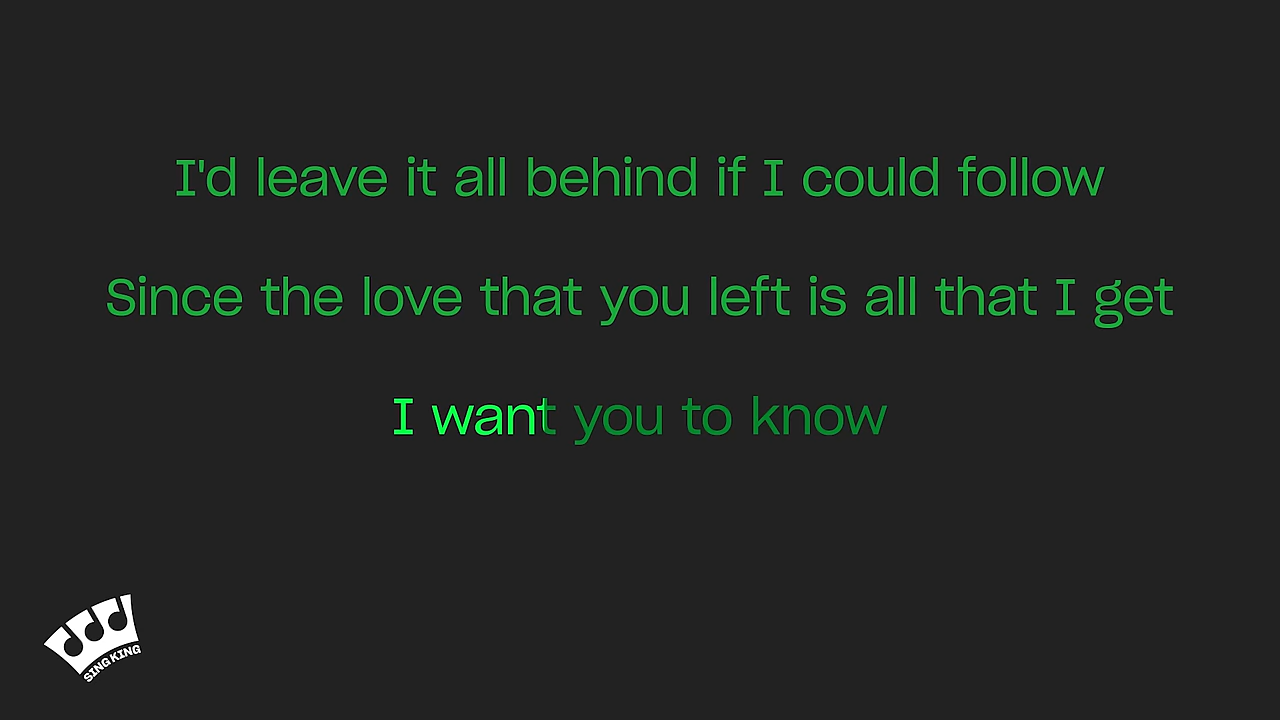 I'd leave it all behind if I could follow
Since the love that you left is all that I get
I want you to know
SING KING